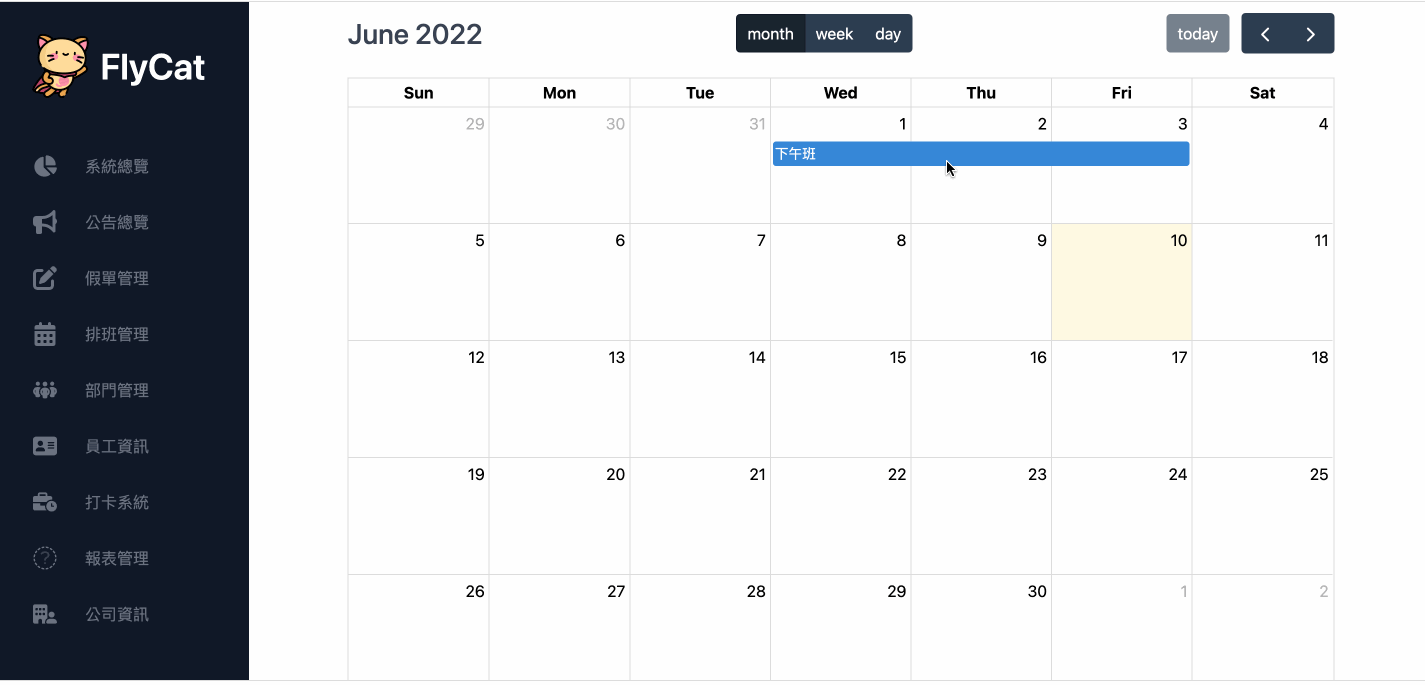 FlyCat
系統總覽
公告總覽
假單管理
排班管理
部門管理
員工資訊
打卡系統
報表管理
公司資訊
June 2022
month week day
today
Sun Mon Tue Wed Thu Fri Sat
29 30 31 1 2 3 4
下午班
5 6 7 8 9 10 11
12 13 14 15 16 17 18
19 20 21 22 23 24 25
26 27 28 29 30 1 2